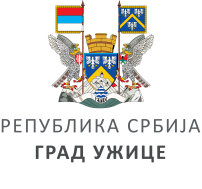 РЕПУБЛИКА СРБИЈА
ГРАД УЖИЦЕ